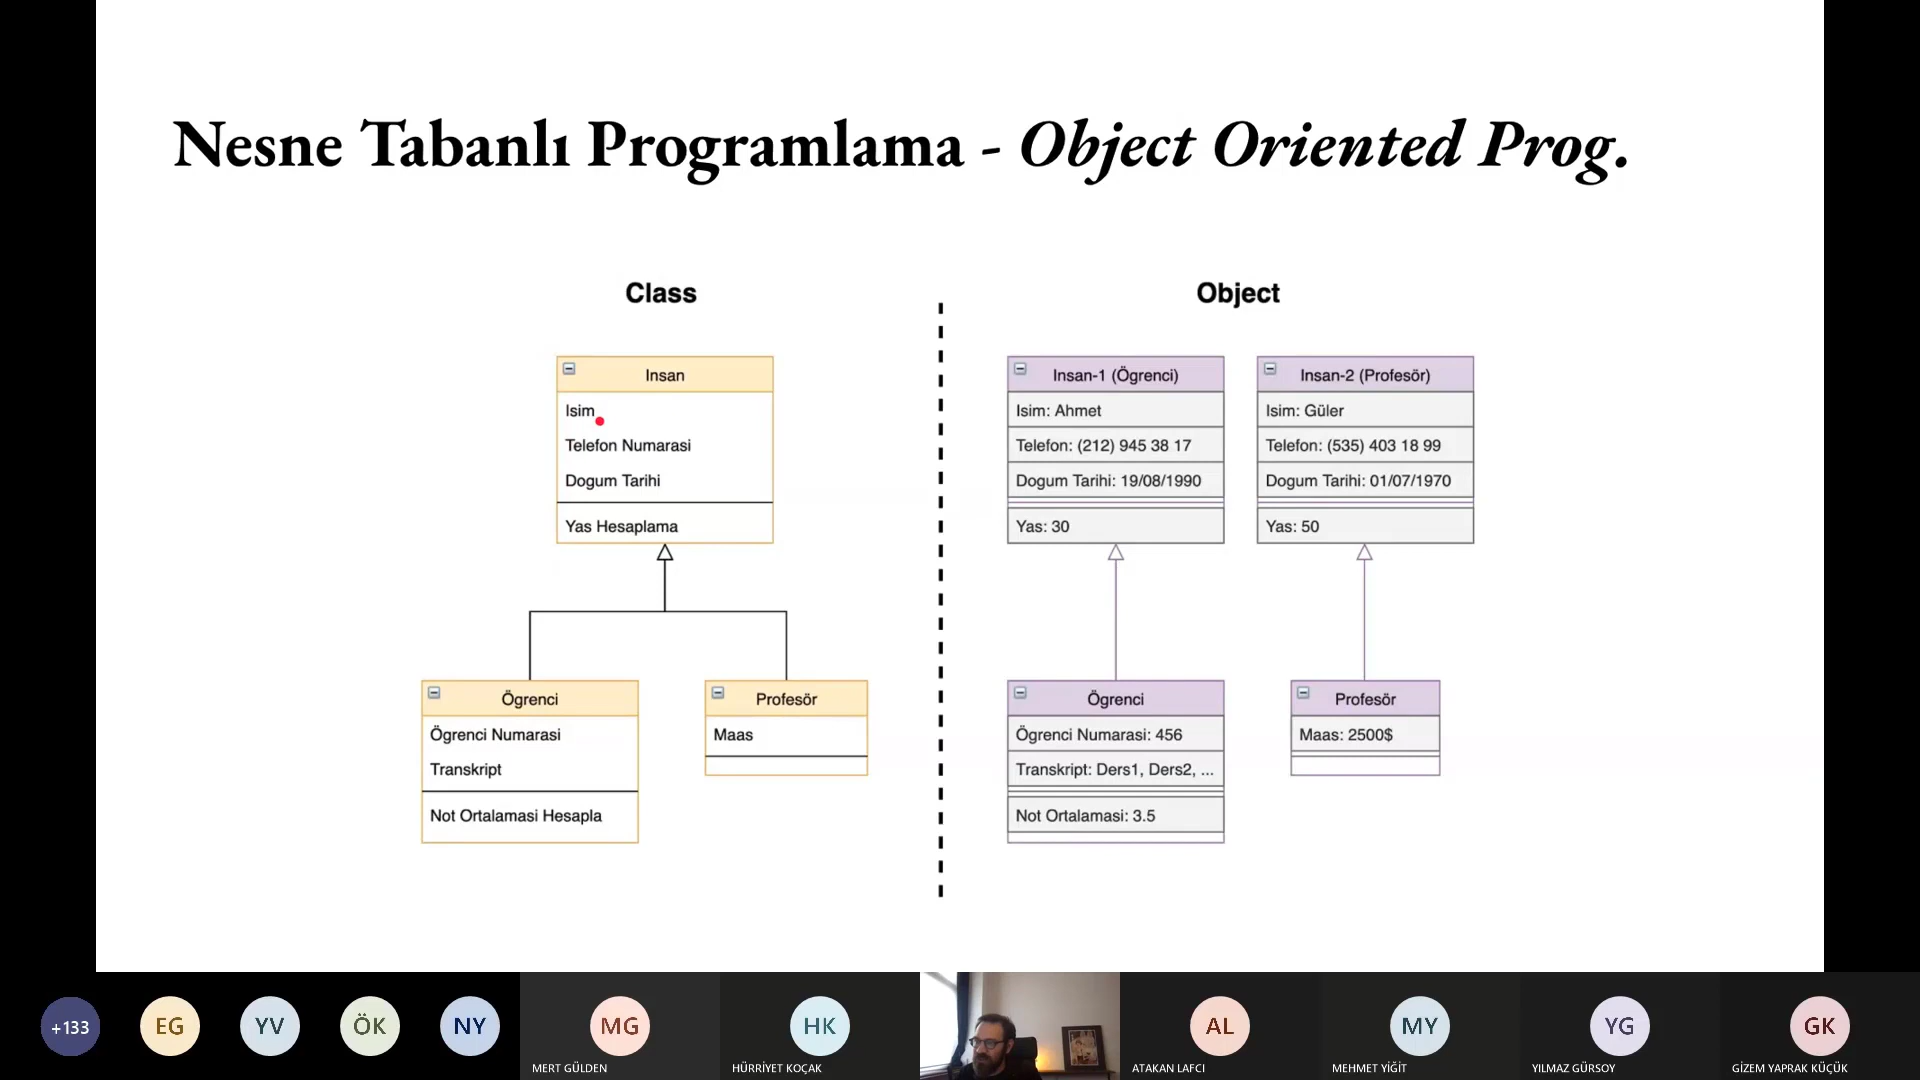 Nesne Tabanlı Programlama - Object Oriented Prog.
Class
Insan
Isim
Telefon Numarasi
Dogum Tarihi
Yas Hesaplama
Ögrenci
Ögrenci Numarasi
Transkript
Not Ortalamasi Hesapla
Profesör
Maas
Object
Insan-1 (Ögrenci)
Isim: Ahmet
Telefon: (212) 945 38 17
Dogum Tarihi: 19/08/1990
Yas: 30
Insan-2 (Profesör)
Isim: Güler
Telefon: (535) 403 18 99
Dogum Tarihi: 01/07/1970
Yas: 50
Ögrenci
Ögrenci Numarasi: 456
Transkript: Ders1, Ders2, ...
Not Ortalamasi: 3.5
Profesör
Maas: 2500$
+133
EG
YV
ÖK
NY
MG
MERT GÜLDEN
HK
HÜRRİYET KOÇAK
AL
ATAKAN LAFCI
MY
MEHMET YİĞİT
YG
YILMAZ GÜRSOY
GK
GİZEM YAPRAK KÜÇÜK